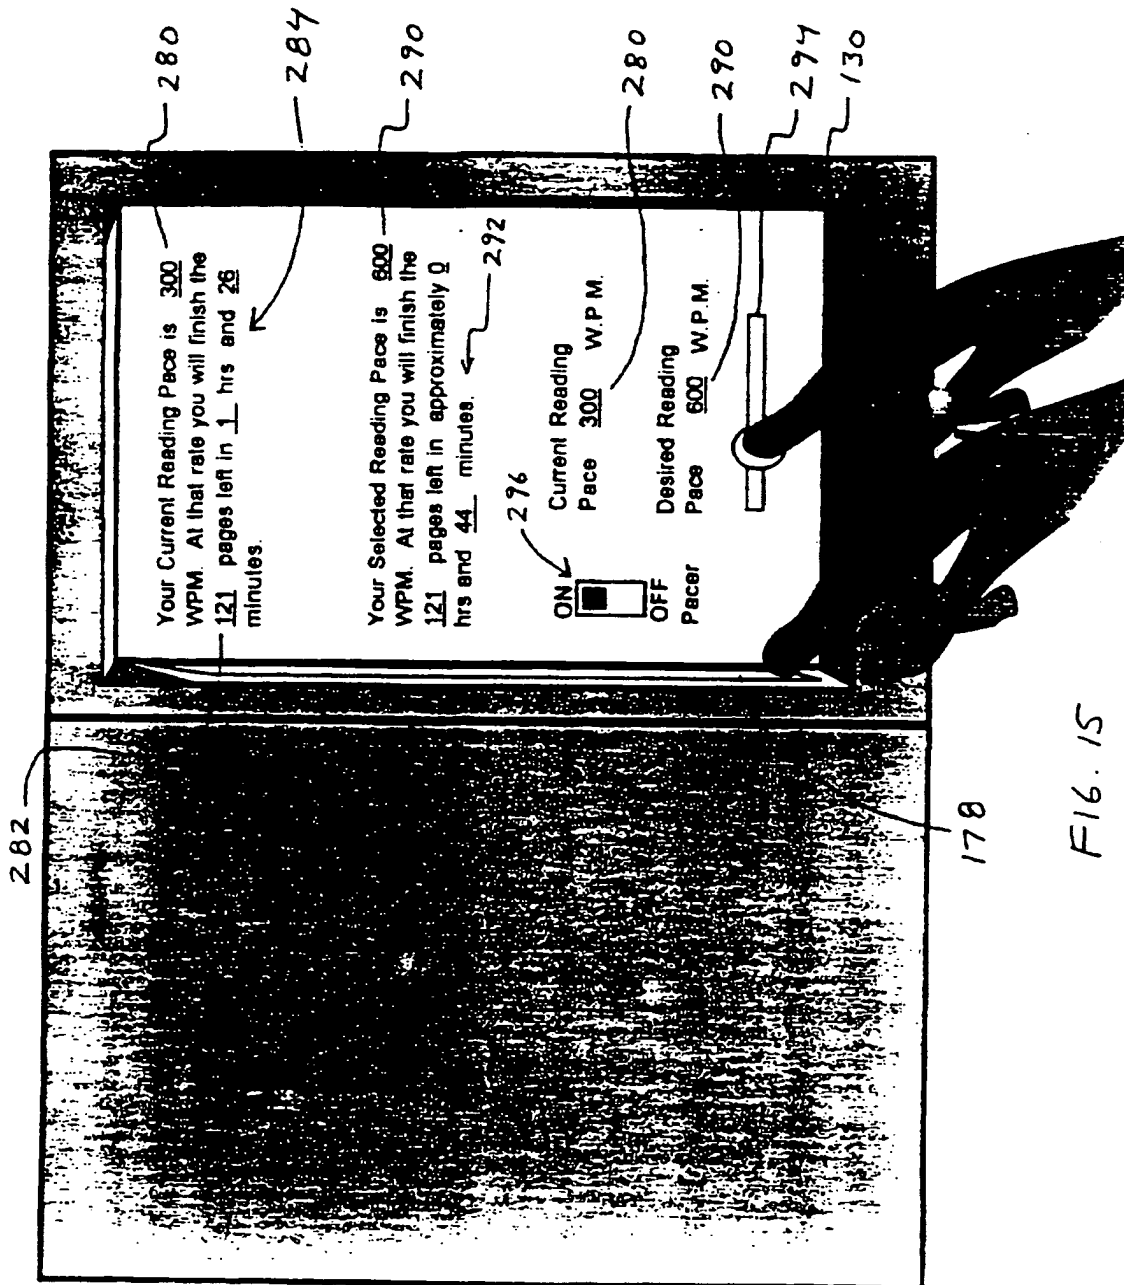 282
280
284
290
280
290
294
130
Your Current Reading Pace is 300
WPM. At that rate you will finish the
121 pages left in 1 hrs and 26
minutes.
Your Selected Reading Pace is 600
WPM. At that rate you will finish the
121 pages left in approximately 0
hrs and 44 minutes.
292
296
ON
OFF
Pacer
Current Reading
Pace 300 W.P.M.
Desired Reading
Pace 600 W.P.M.
178
FIG. 15